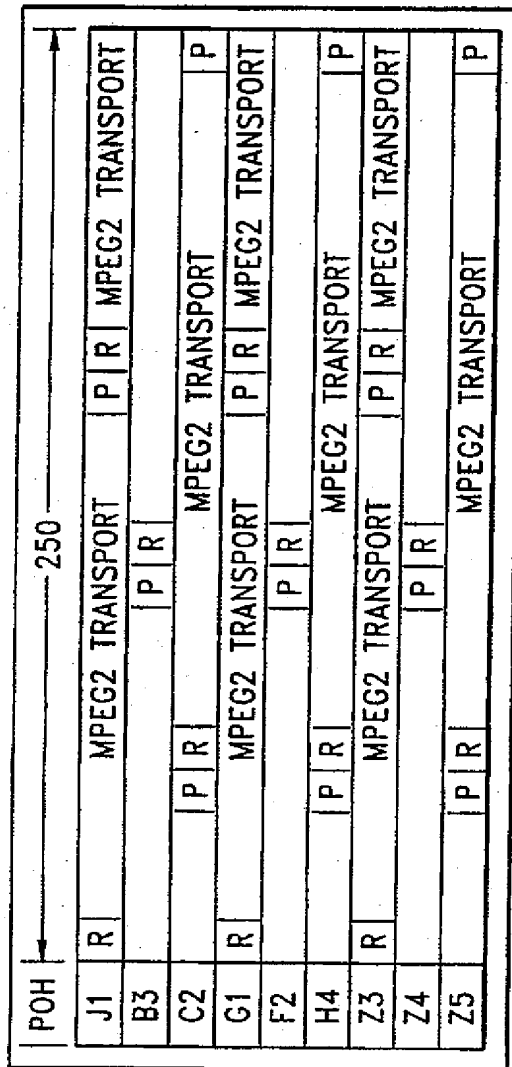 POH 250
J1 R MPEG2 TRANSPORT P R MPEG2 TRANSPORT
B3 P R
C2 P R MPEG2 TRANSPORT P
G1 R MPEG2 TRANSPORT P R MPEG2 TRANSPORT
F2 P R
H4 P R MPEG2 TRANSPORT P
Z3 R MPEG2 TRANSPORT P R MPEG2 TRANSPORT
Z4 P R
Z5 P R MPEG2 TRANSPORT P